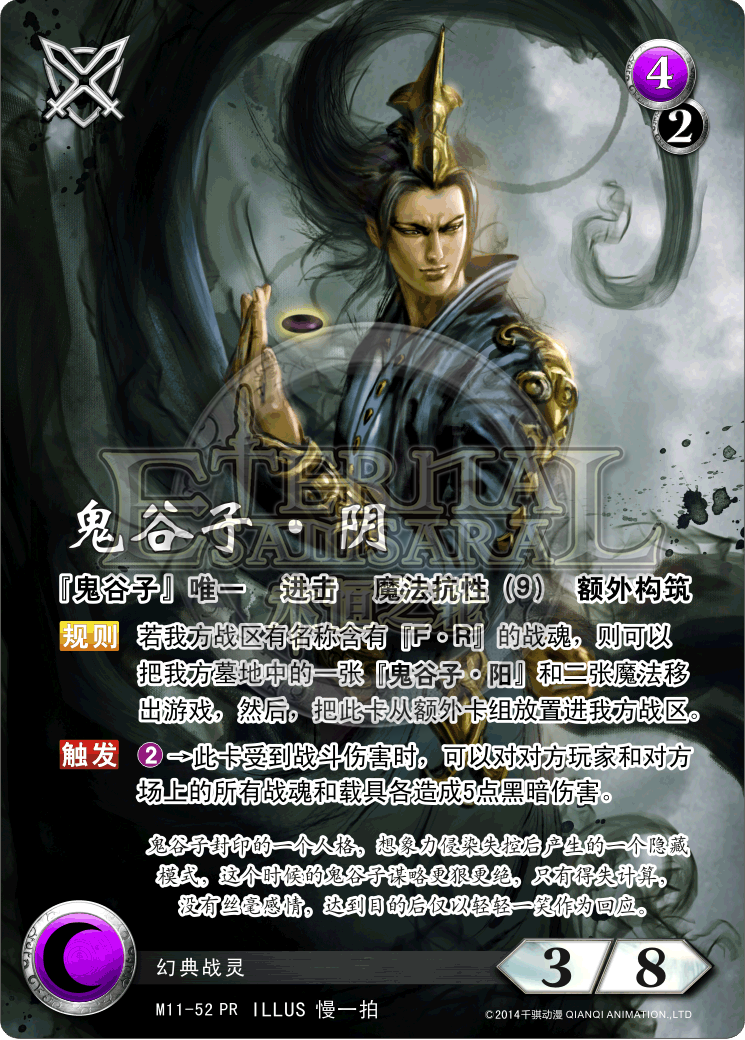 4
2
ETERNAL
SAMSARA
鬼谷子·阴
『鬼谷子』唯一 进击 魔法抗性（9） 额外构筑
规则 若我方战区有名称含有『F·R』的战魂，则可以
把我方墓地中的一张『鬼谷子·阳』和二张魔法移
出游戏，然后，把此卡从额外卡组放置进我方战区。
触发 2→此卡受到战斗伤害时，可以对对方玩家和对方
场上的所有战魂和载具各造成5点黑暗伤害。
鬼谷子封印的一个人格，想象力侵染失控后产生的一个隐藏
模式，这个时候的鬼谷子谋略更狠更绝，只有得失计算，
没有丝毫感情，达到目的后仅以轻轻一笑作为回应。
幻典战灵
3 8
M11-52 PR ILLUS 慢一拍
©2014千骐动漫 QIANQI ANIMATION.,LTD